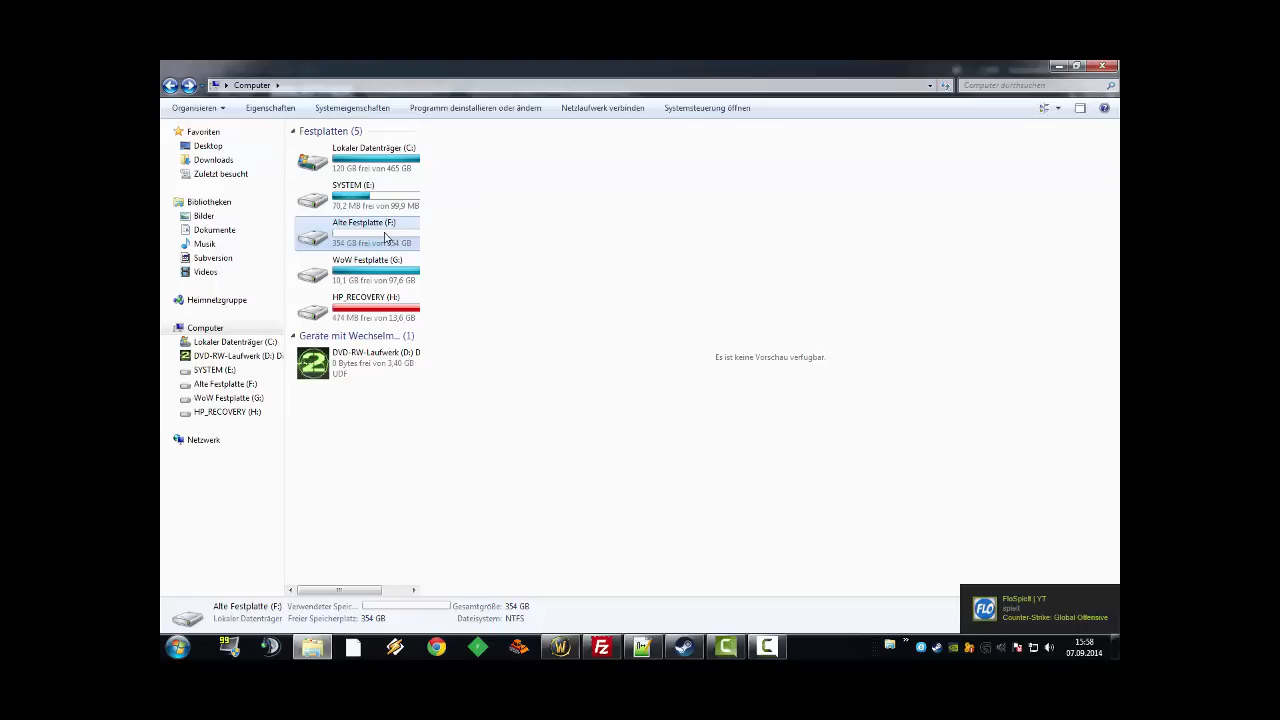 Computer
Computer durchsuchen
Organisieren
Eigenschaften
Systemeigenschaften
Programm deinstallieren oder ändern
Netzlaufwerk verbinden
Systemsteuerung öffnen
Favoriten
Desktop
Downloads
Zuletzt besucht
Bibliotheken
Bilder
Dokumente
Musik
Subversion
Videos
Heimnetzgruppe
Computer
Lokaler Datenträger (C:)
DVD-RW-Laufwerk (D:) D
SYSTEM (E:)
Alte Festplatte (F:)
WoW Festplatte (G:)
HP_RECOVERY (H:)
Netzwerk
Festplatten (5)
Lokaler Datenträger (C:)
120 GB frei von 465 GB
SYSTEM (E:)
70,2 MB frei von 99,9 MB
Alte Festplatte (F:)
354 GB frei von 354 GB
WoW Festplatte (G:)
10,1 GB frei von 97,6 GB
HP_RECOVERY (H:)
474 MB frei von 13,6 GB
Geräte mit Wechselm... (1)
DVD-RW-Laufwerk (D:) D
0 Bytes frei von 3,40 GB
UDF
Es ist keine Vorschau verfügbar.
Alte Festplatte (F:) Verwendeter Speic... Gesamtgröße: 354 GB
Lokaler Datenträger Freier Speicherplatz: 354 GB Dateisystem: NTFS
FLO
FloSpielt | YT
spielt
Counter-Strike: Global Offensive
99
15:58
07.09.2014